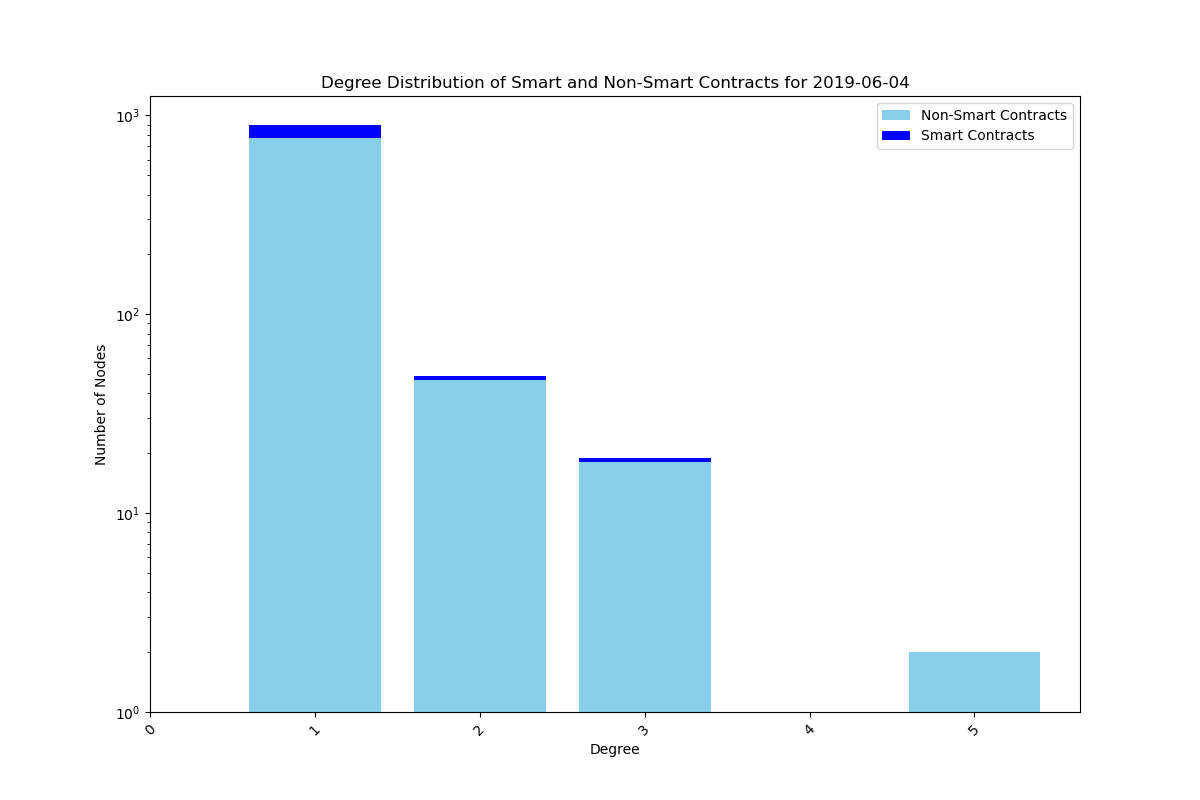 Degree Distribution of Smart and Non-Smart Contracts for 2019-06-04
Non-Smart Contracts
Smart Contracts
Number of Nodes
10³
10²
10¹
10⁰
0 1 2 3 4 5
Degree